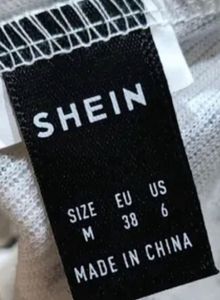 SHEIN
SIZE EU US
M 38 6
MADE IN CHINA